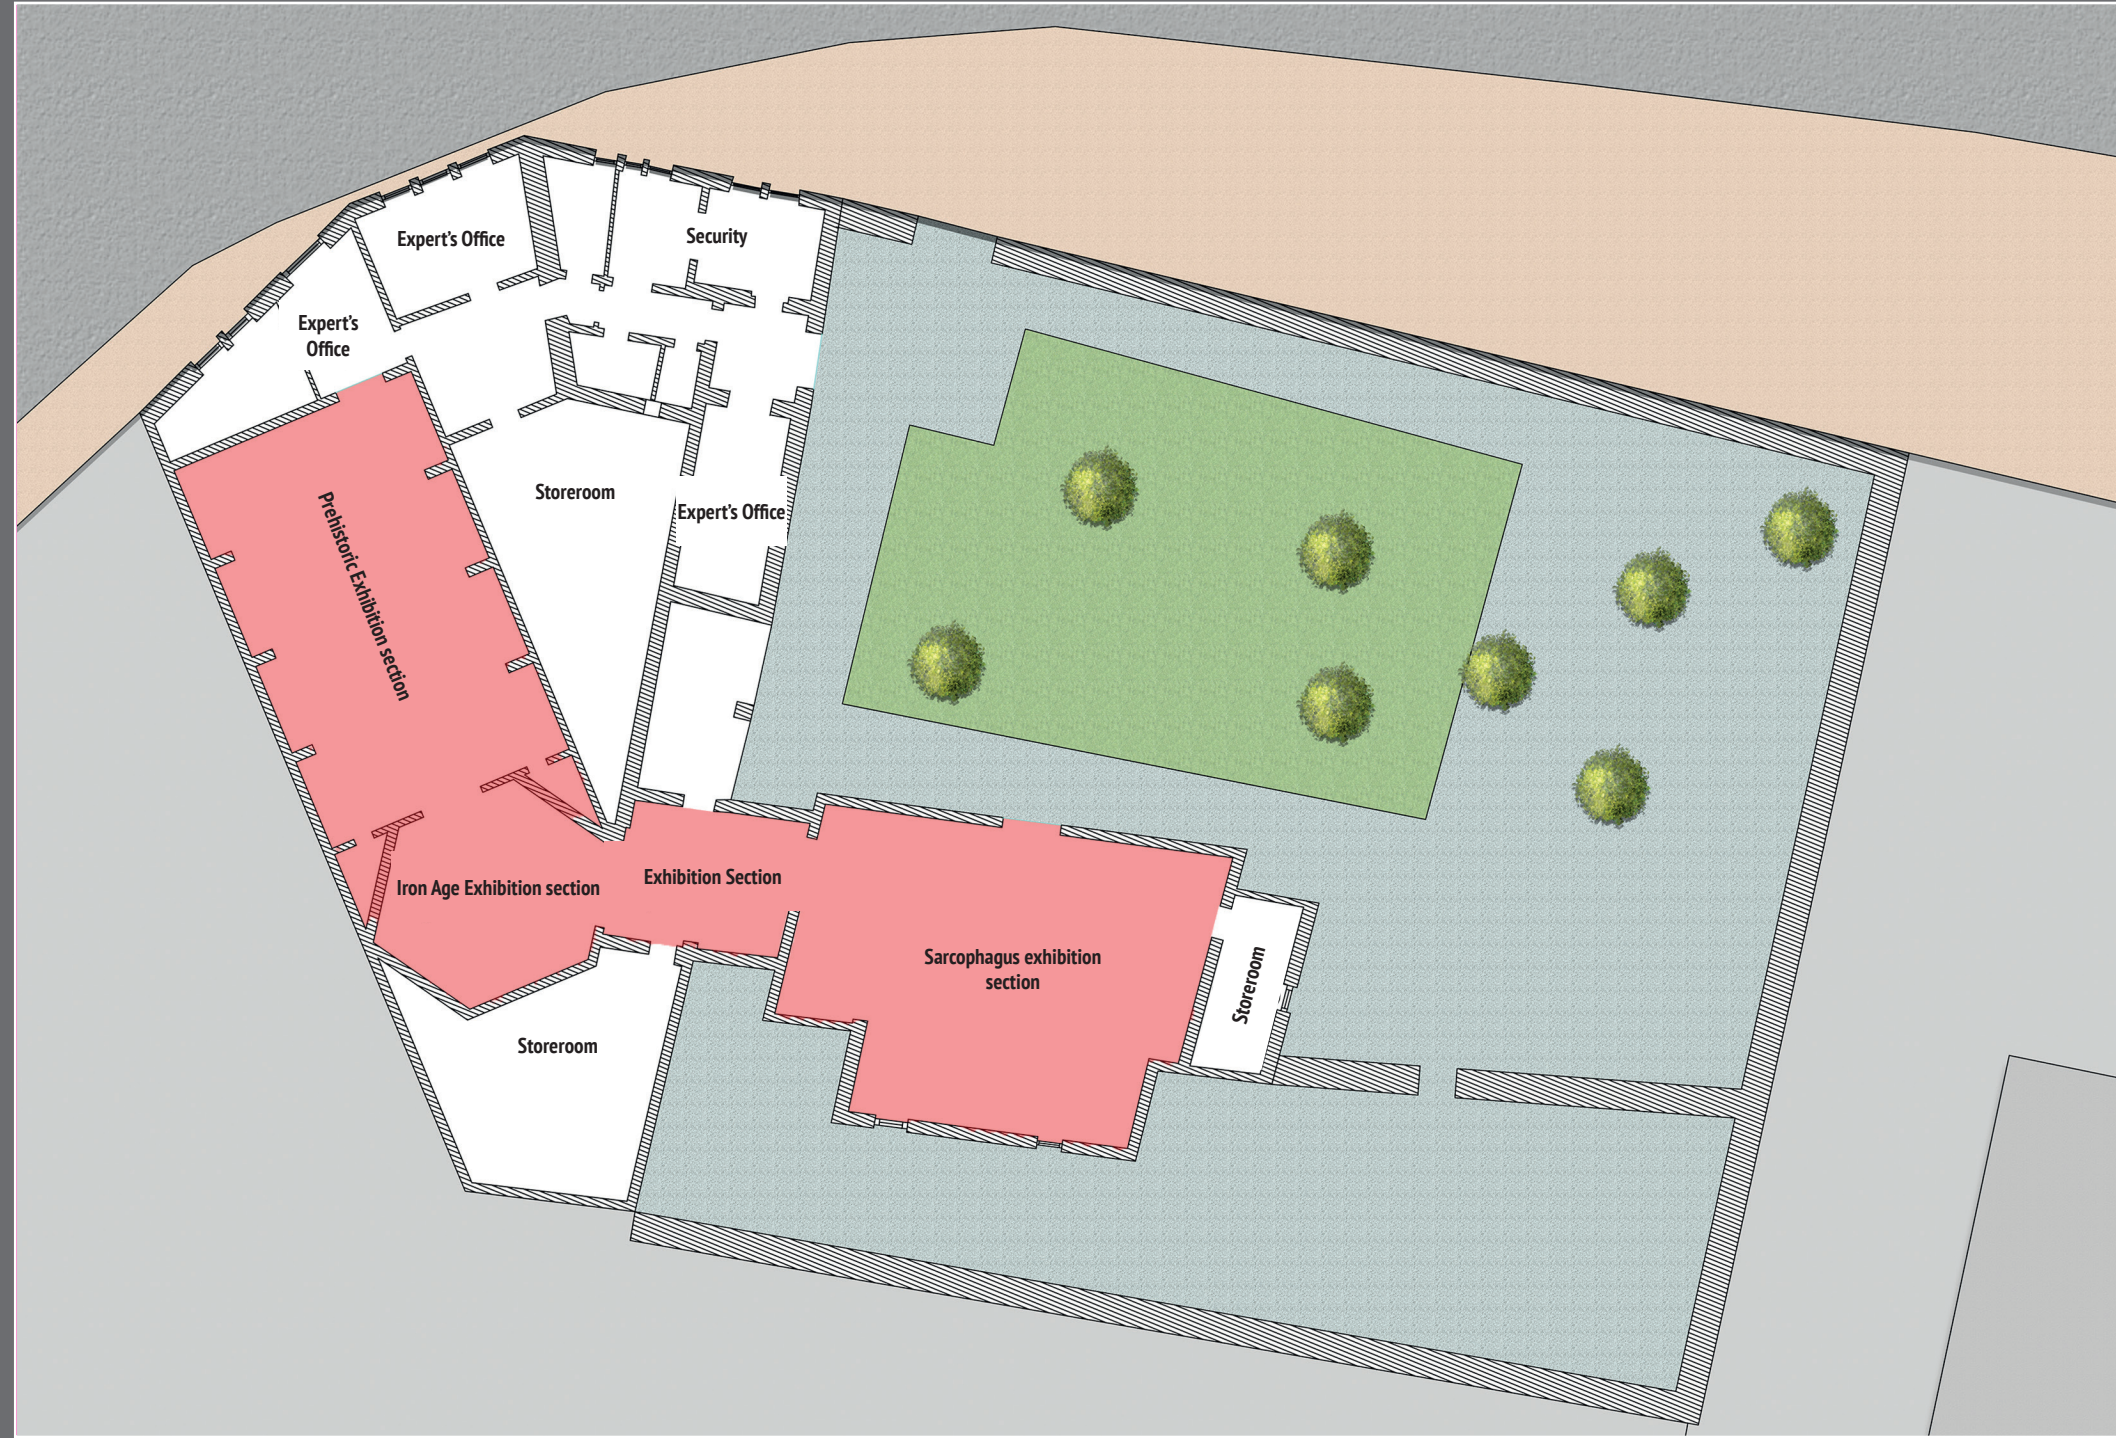 Expert's Office
Security
Expert's
Office
Storeroom
Expert's Office
Prehistoric Exhibition section
Iron Age Exhibition section
Exhibition Section
Sarcophagus exhibition
section
Storeroom
Storeroom